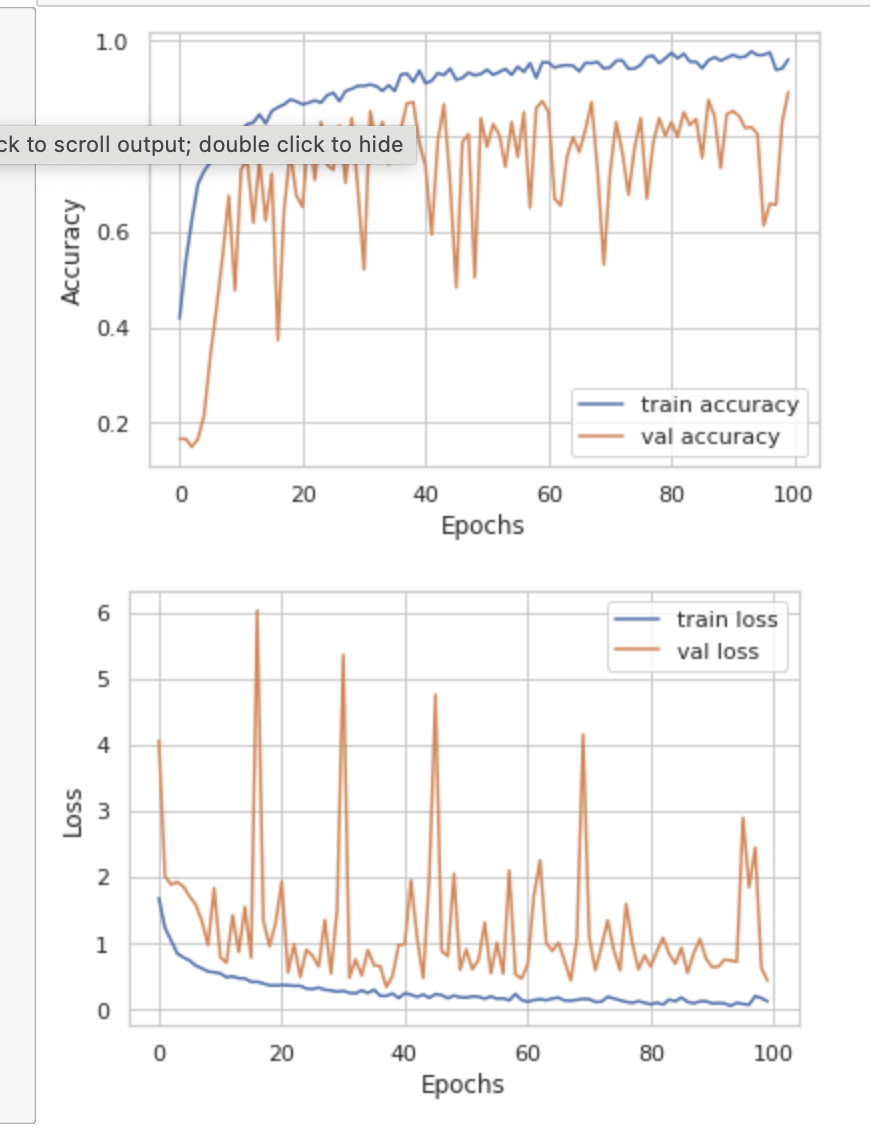 1.0
ck to scroll output; double click to hide
0.6
0.4
0.2
Accuracy
train accuracy
val accuracy
0 20 40 60 80 100
Epochs
6
5
4
3
2
1
0
Loss
train loss
val loss
0 20 40 60 80 100
Epochs